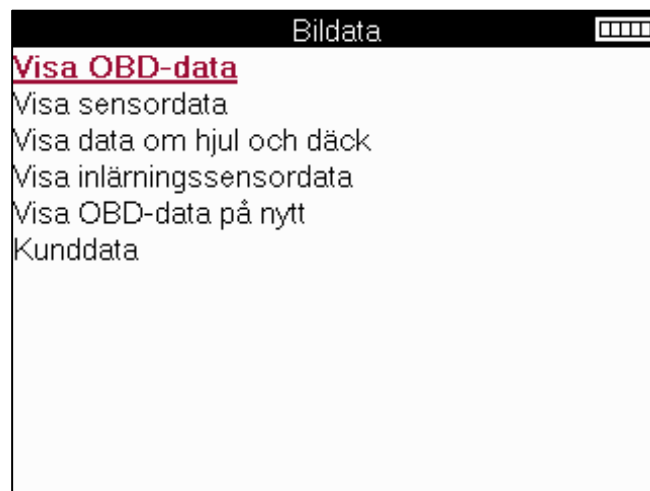 Bildata
Visa OBD-data
Visa sensordata
Visa data om hjul och däck
Visa inlärningssensordata
Visa OBD-data på nytt
Kunddata